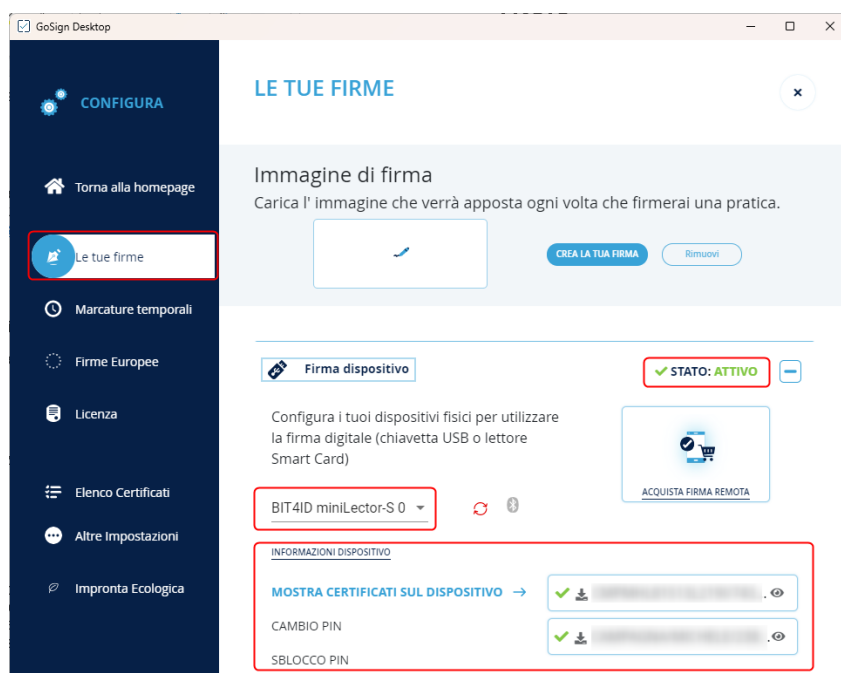 GoSign Desktop
CONFIGURA
Torna alla homepage
Le tue firme
Marcature temporali
Firme Europee
Licenza
Elenco Certificati
Altre Impostazioni
Impronta Ecologica
LE TUE FIRME
Immagine di firma
Carica l' immagine che verrà apposta ogni volta che firmerai una pratica.
CREA LA TUA FIRMA
Rimuovi
Firma dispositivo
STATO: ATTIVO
Configura i tuoi dispositivi fisici per utilizzare
la firma digitale (chiavetta USB o lettore
Smart Card)
ACQUISTA FIRMA REMOTA
BIT4ID miniLector-S 0
INFORMAZIONI DISPOSITIVO
MOSTRA CERTIFICATI SUL DISPOSITIVO →
CAMBIO PIN
SBLOCCO PIN